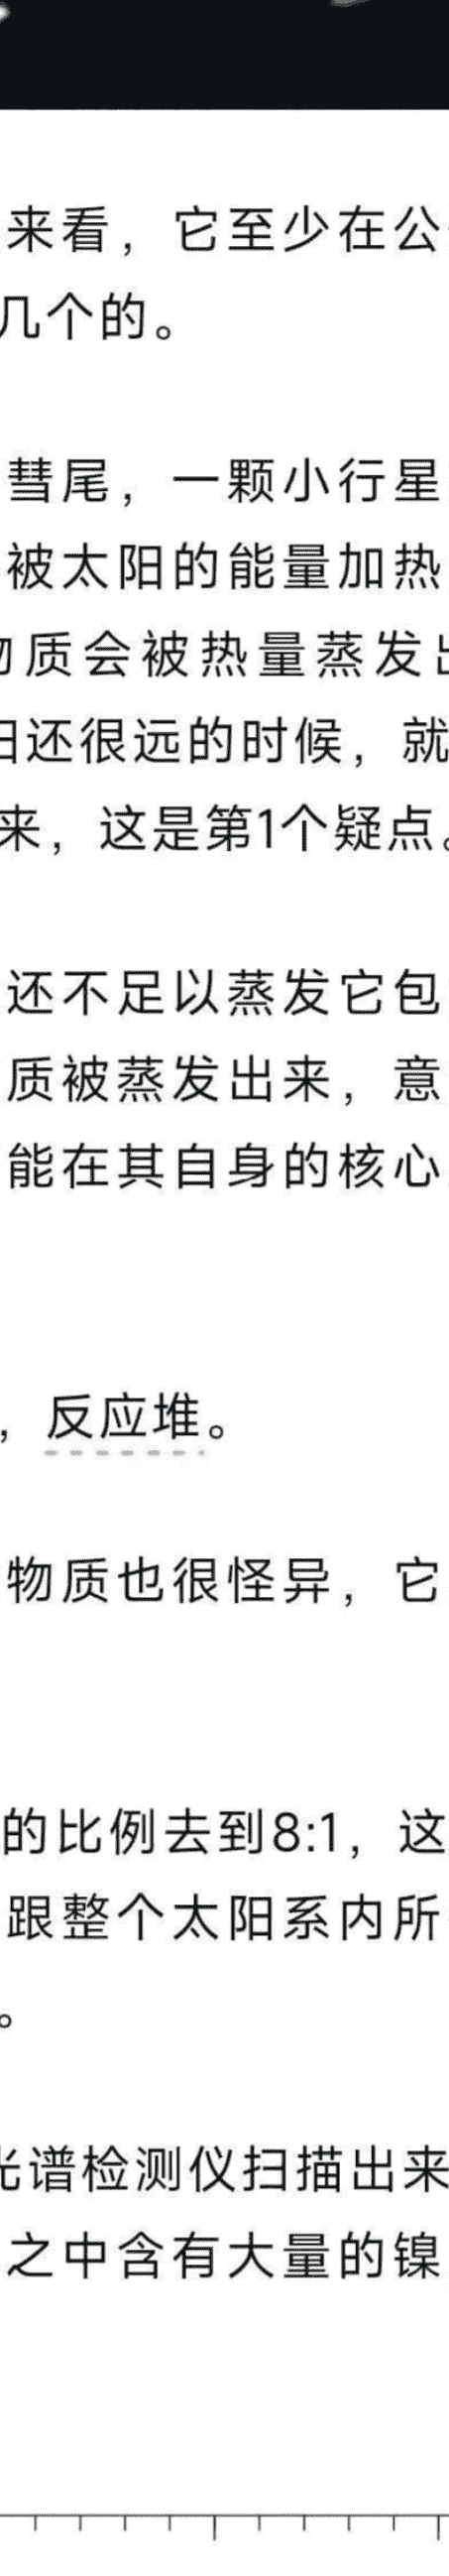 来看，它至少在公
几个的。
彗尾，一颗小行星
被太阳的能量加热
质会被热量蒸发
还很远的时候，就
来，这是第1个疑点。
还不足以蒸发它包
质被蒸发出来，意
能在其自身的核心
，反应堆。
物质也很怪异，它
的比例去到8:1，这
跟整个太阳系内所
。
光谱检测仪扫描出来
之中含有大量的镍